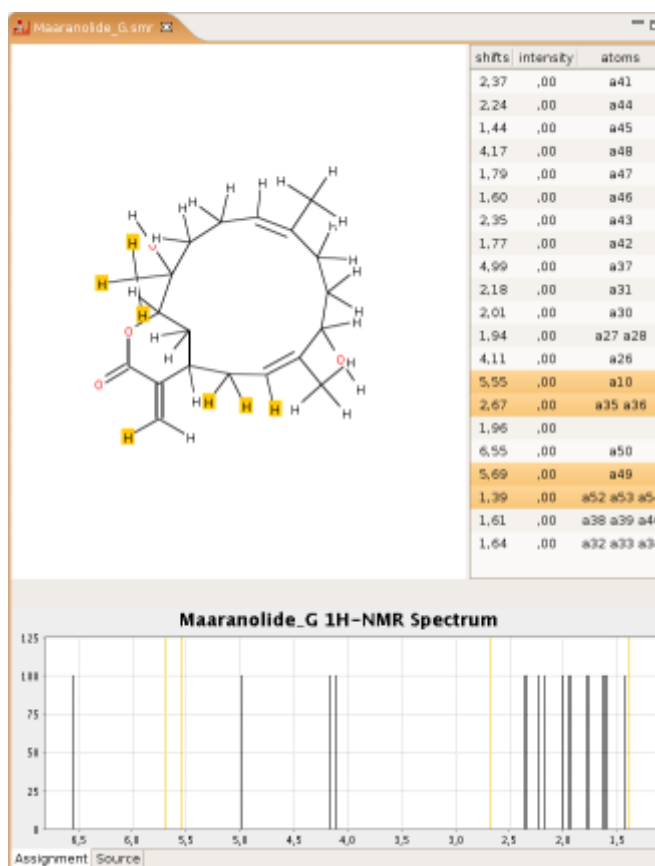 Maaranolide_G.smr
shifts intensity atoms
2,37 ,00 a41
2,24 ,00 a44
1,44 ,00 a45
4,17 ,00 a48
1,79 ,00 a47
1,60 ,00 a46
2,35 ,00 a43
1,77 ,00 a42
4,99 ,00 a37
2,18 ,00 a31
2,01 ,00 a30
1,94 ,00 a27 a28
4,11 ,00 a26
5,55 ,00 a10
2,67 ,00 a35 a36
1,96 ,00
6,55 ,00 a50
5,69 ,00 a49
1,39 ,00 a52 a53 a5
1,61 ,00 a38 a39 a4
1,64 ,00 a32 a33 a3
H H H
H H H H
H H H
H O H
H H H
H H
O H H H
H O H
O H H
H H H H H
H H
Maaranolide_G 1H-NMR Spectrum
125
100
75
50
25
0
6,5 6,0 5,5 5,0 4,5 4,0 3,5 3,0 2,5 2,0 1,5
Assignment Source